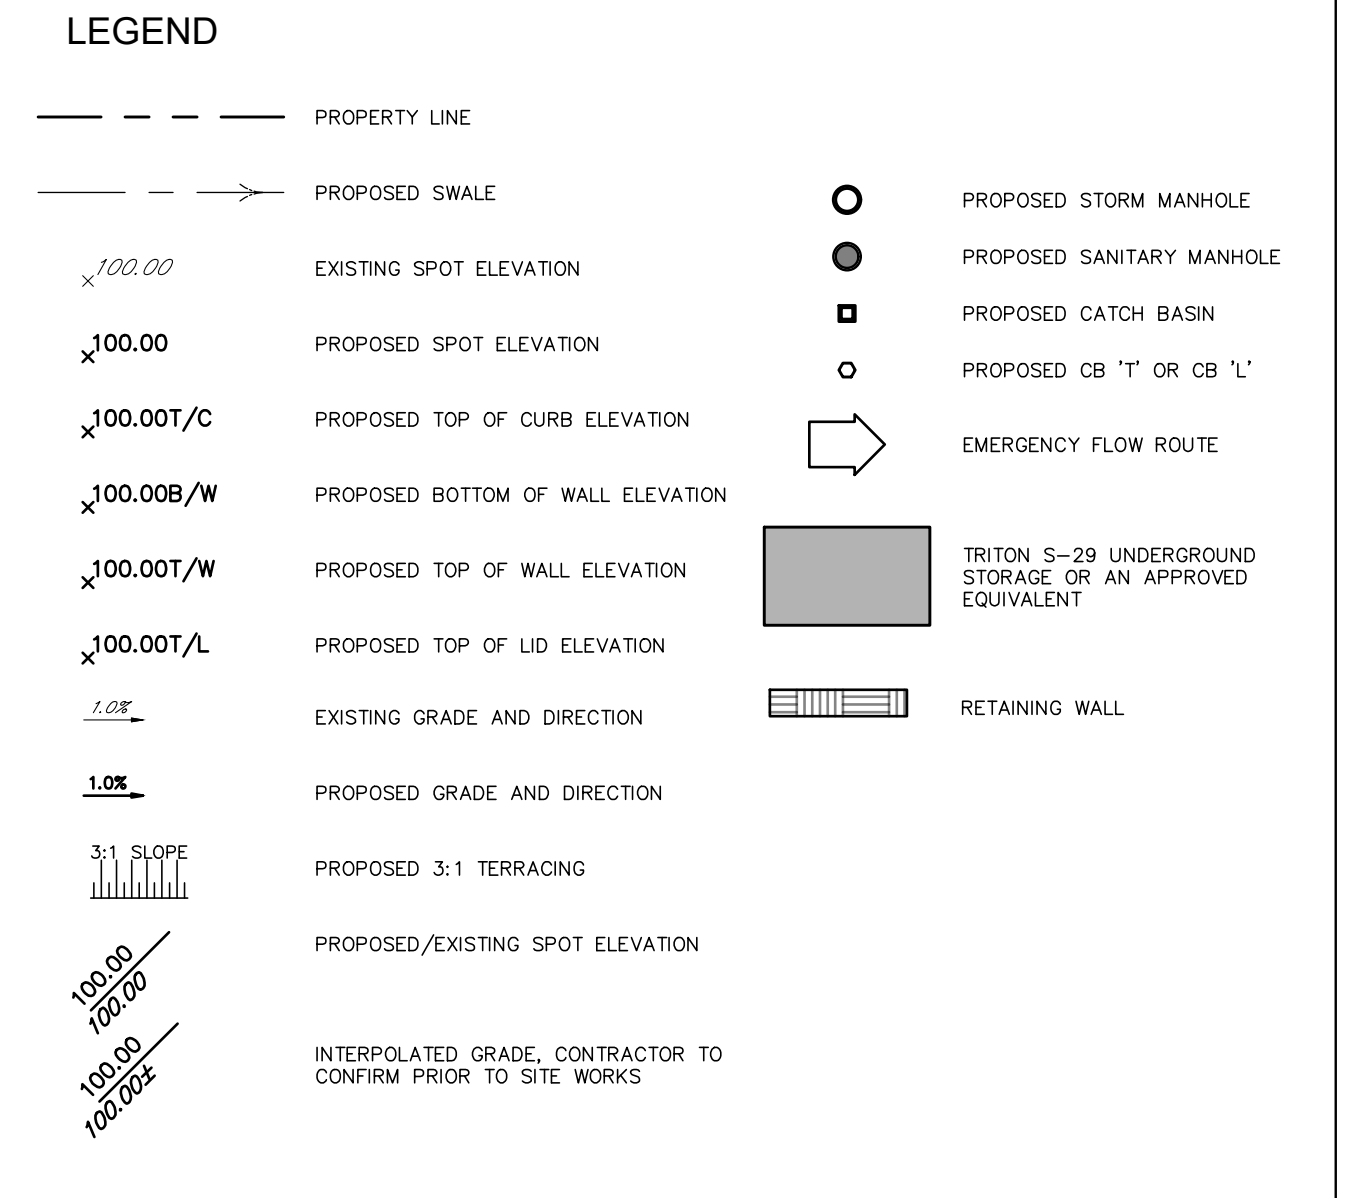 LEGEND
PROPERTY LINE
PROPOSED SWALE
100.00
EXISTING SPOT ELEVATION
100.00
PROPOSED SPOT ELEVATION
100.00T/C
PROPOSED TOP OF CURB ELEVATION
100.00B/W
PROPOSED BOTTOM OF WALL ELEVATION
100.00T/W
PROPOSED TOP OF WALL ELEVATION
100.00T/L
PROPOSED TOP OF LID ELEVATION
1.0%
EXISTING GRADE AND DIRECTION
1.0%
PROPOSED GRADE AND DIRECTION
3:1 SLOPE
PROPOSED 3:1 TERRACING
100.00
100.00
PROPOSED/EXISTING SPOT ELEVATION
100.00
100.00±
INTERPOLATED GRADE, CONTRACTOR TO
CONFIRM PRIOR TO SITE WORKS
PROPOSED STORM MANHOLE
PROPOSED SANITARY MANHOLE
PROPOSED CATCH BASIN
PROPOSED CB 'T' OR CB 'L'
EMERGENCY FLOW ROUTE
TRITON S-29 UNDERGROUND
STORAGE OR AN APPROVED
EQUIVALENT
RETAINING WALL